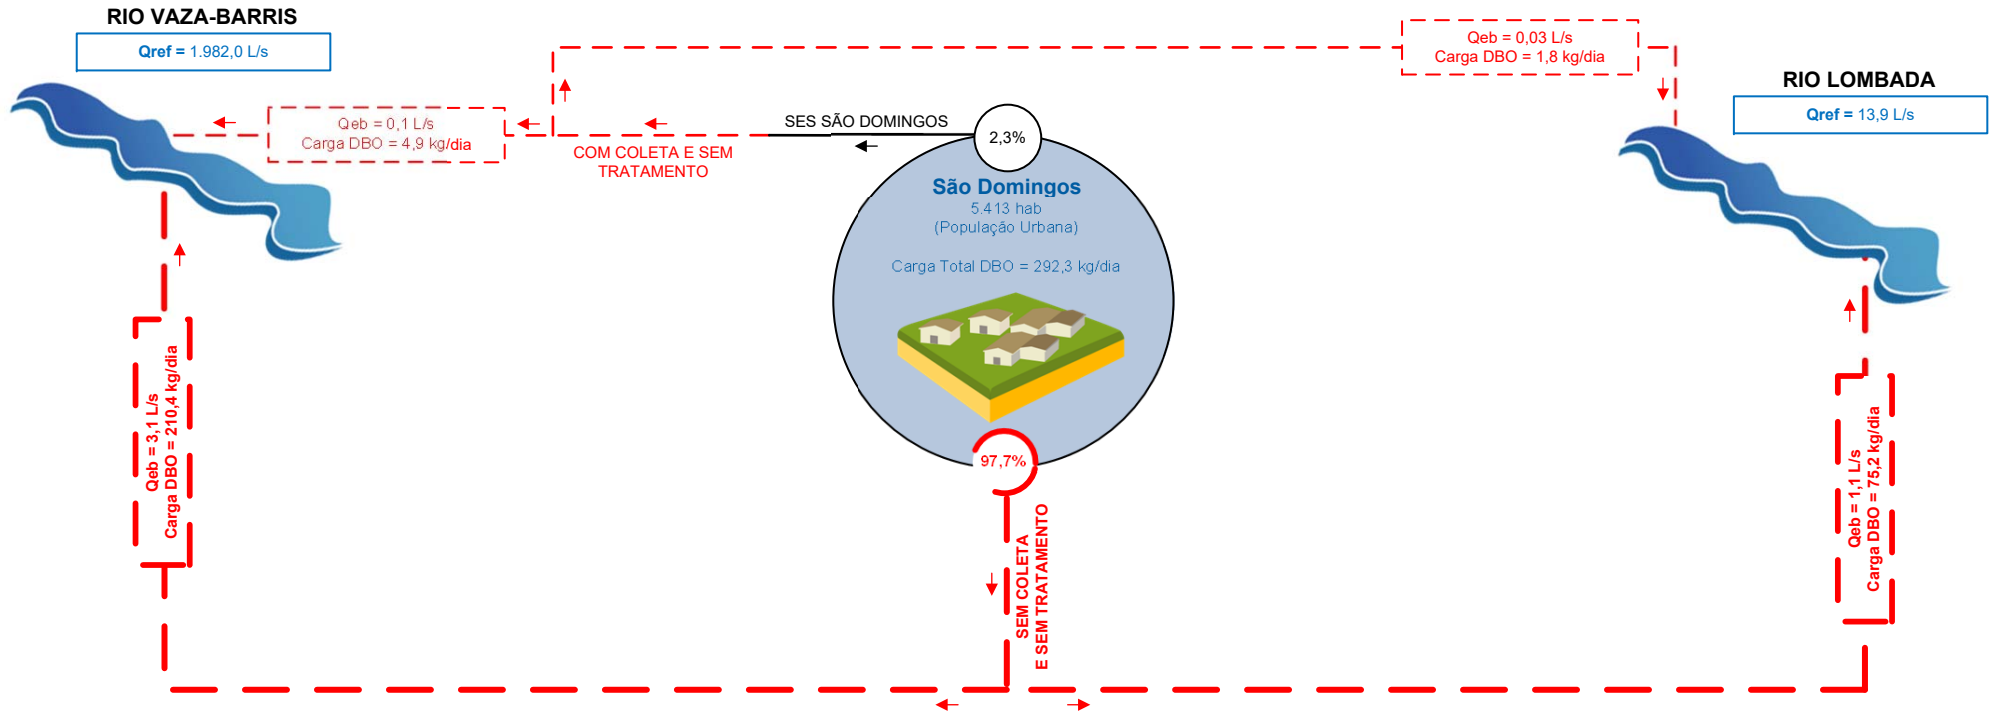 RIO VAZA-BARRIS
Qref = 1.982,0 L/s
Qeb = 0,03 L/s
Carga DBO = 1,8 kg/dia
RIO LOMBADA
Qref = 13,9 L/s
Qeb = 0,1 L/s
Carga DBO = 4,9 kg/dia
COM COLETA E SEM
TRATAMENTO
SES SÃO DOMINGOS
2,3%
São Domingos
5.413 hab
(População Urbana)
Carga Total DBO = 292,3 kg/dia
97,7%
SEM COLETA
E SEM TRATAMENTO
Qeb = 3,1 L/s
Carga DBO = 210,4 kg/dia
Qeb = 1,1 L/s
Carga DBO = 75,2 kg/dia